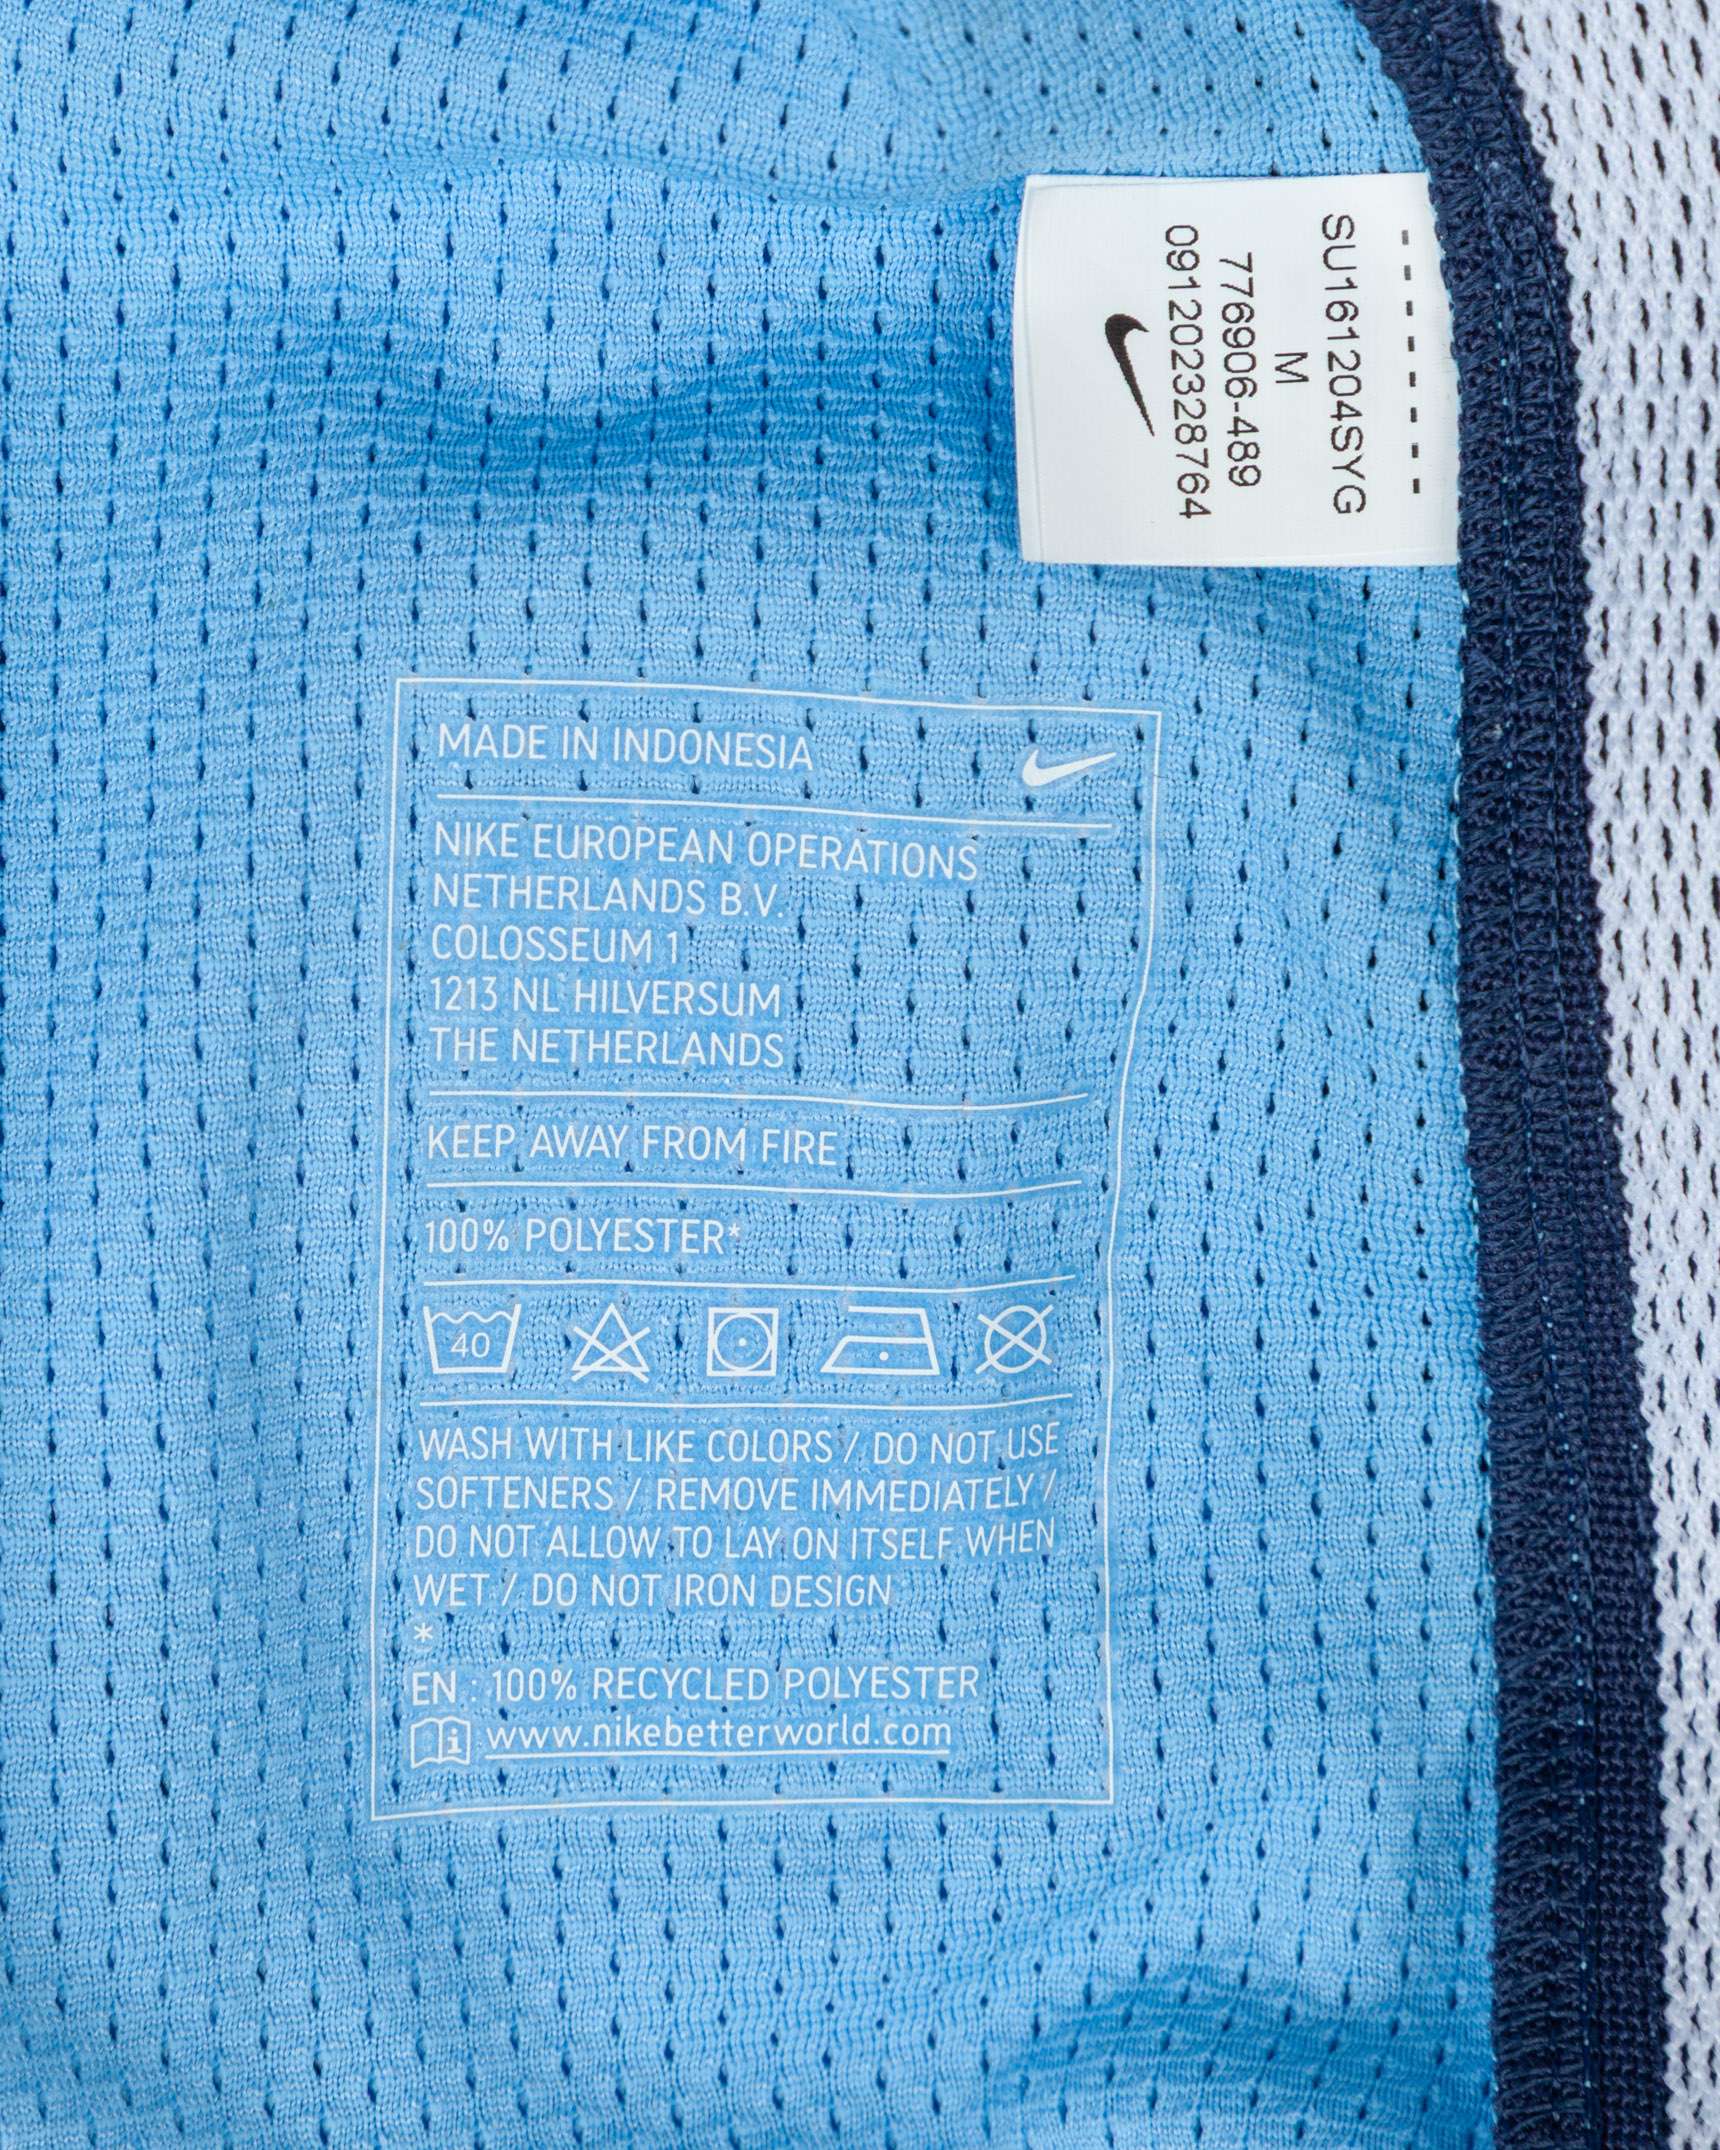 SU161204SYG
M
776906-489
091202328764
MADE IN INDONESIA
NIKE EUROPEAN OPERATIONS
NETHERLANDS B.V.
COLOSSEUM 1
1213 NL HILVERSUM
THE NETHERLANDS
KEEP AWAY FROM FIRE
100% POLYESTER*
40
WASH WITH LIKE COLORS / DO NOT USE
SOFTENERS / REMOVE IMMEDIATELY /
DO NOT ALLOW TO LAY ON ITSELF WHEN
WET / DO NOT IRON DESIGN
*
EN : 100% RECYCLED POLYESTER
i www.nikebetterworld.com